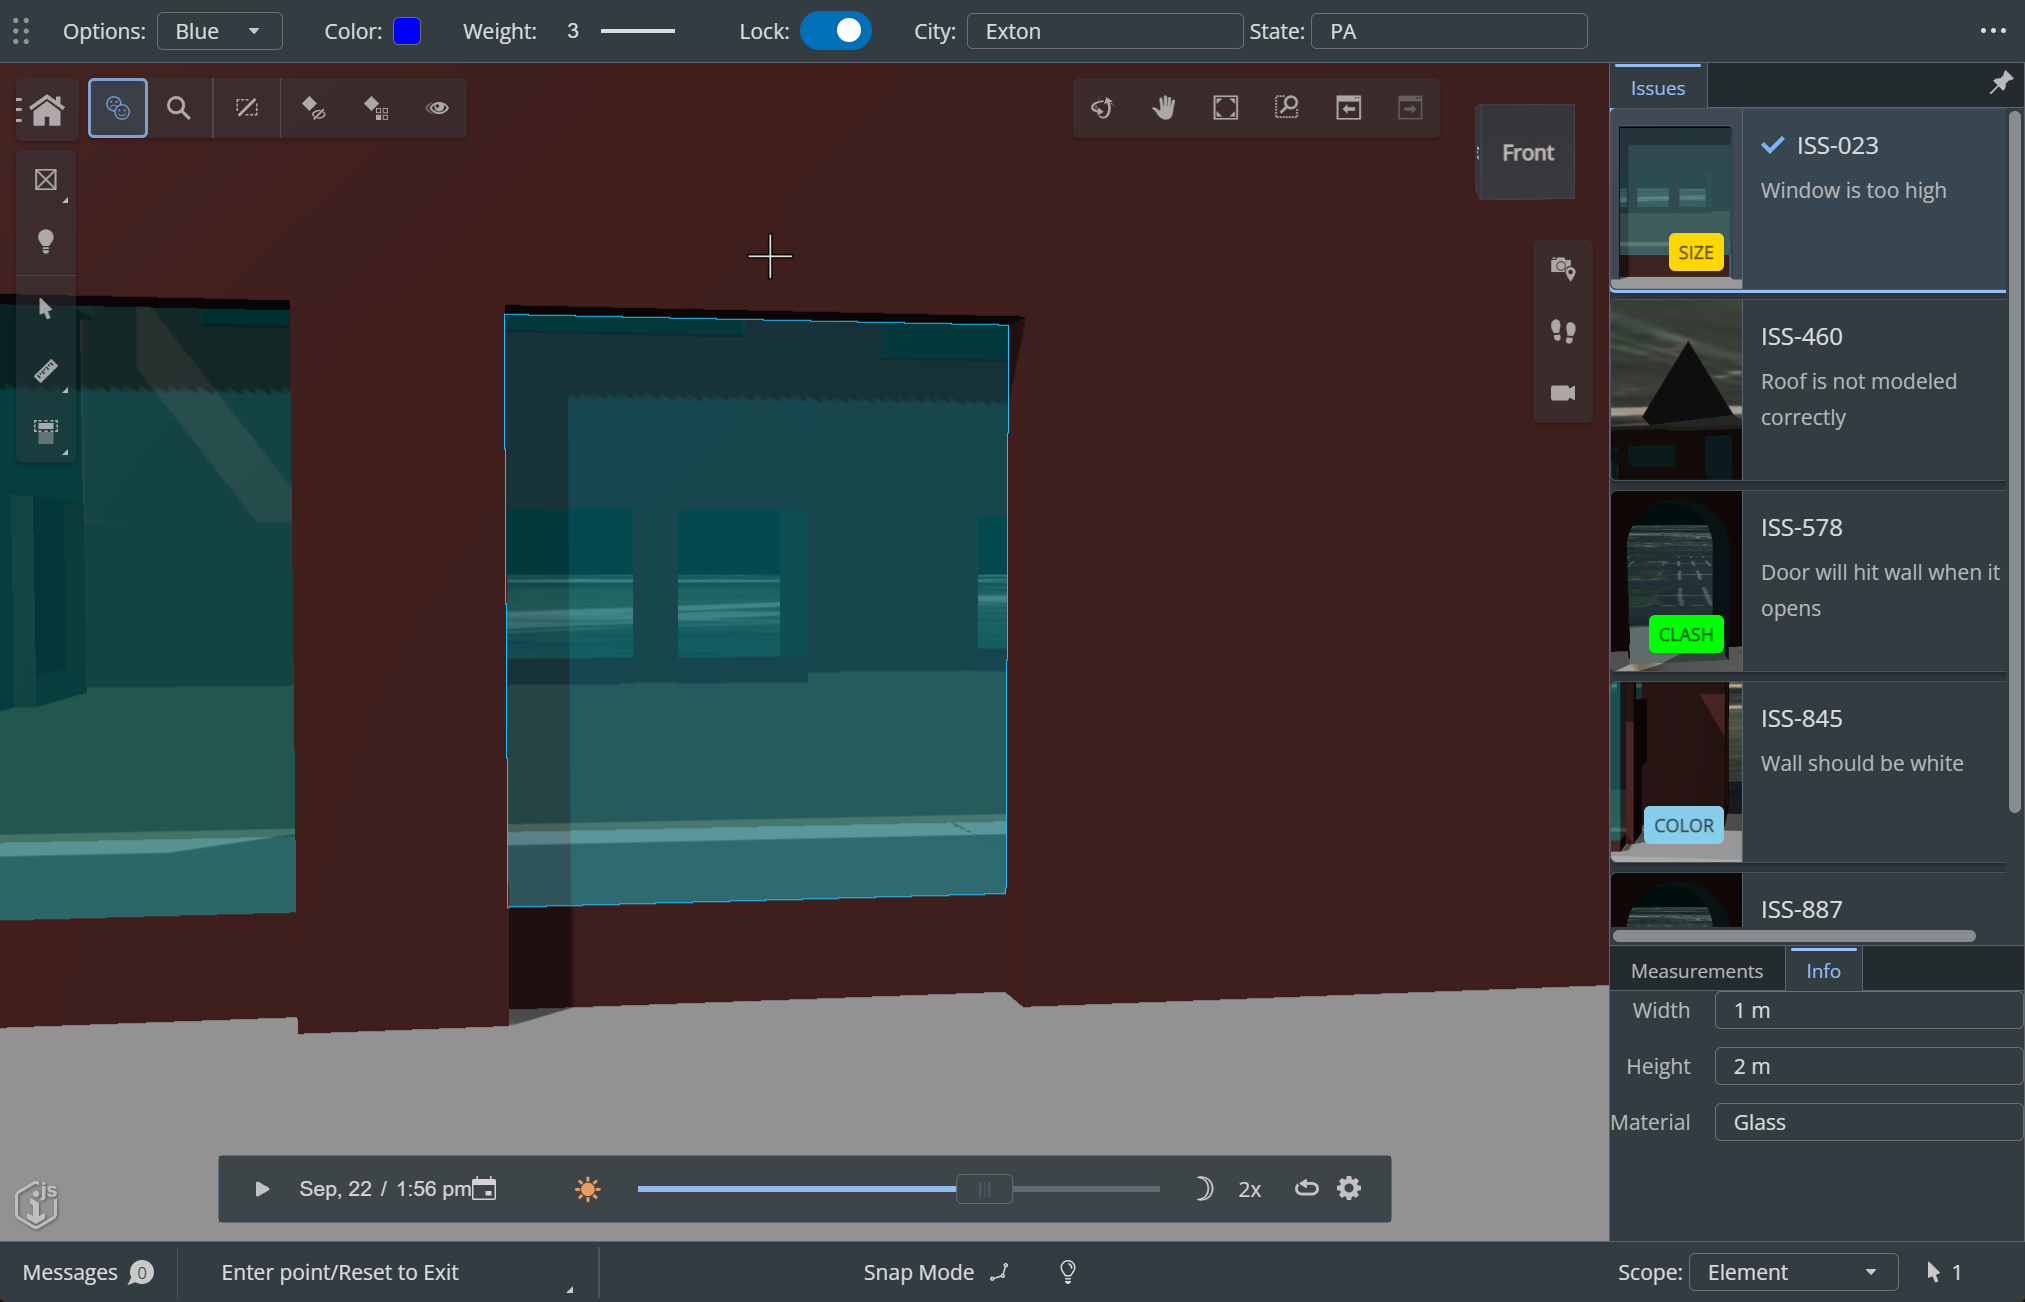 Options: Blue Color: Weight: 3 Lock: City: Exton State: PA
Front
Issues
ISS-023
Window is too high
SIZE
ISS-460
Roof is not modeled
correctly
ISS-578
Door will hit wall when it
opens
CLASH
ISS-845
Wall should be white
COLOR
ISS-887
Measurements Info
Width 1 m
Height 2 m
Material Glass
js
Sep, 22 / 1:56 pm 2x
Messages 0 Enter point/Reset to Exit Snap Mode Scope: Element 1